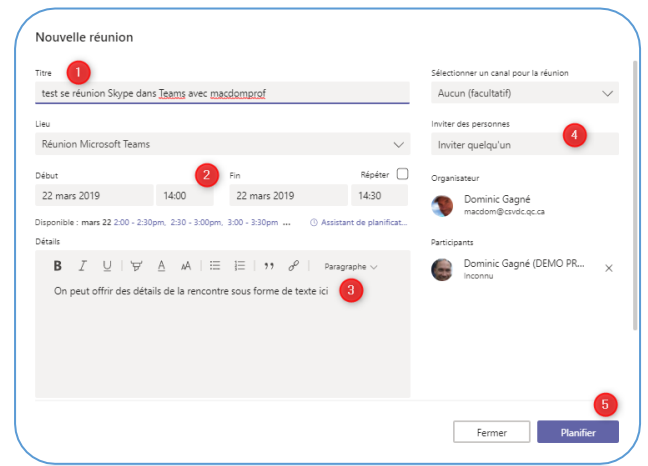 Nouvelle réunion
1
Titre
test se réunion Skype dans Teams avec macdomprof
Lieu
Réunion Microsoft Teams
2
Début
Fin
Répéter
22 mars 2019
14:00
22 mars 2019
14:30
Disponible : mars 22 2:00 - 2:30pm, 2:30 - 3:00pm, 3:00 - 3:30pm ...
Assistant de planificat...
Détails
B I U A AA Paragraphe
On peut offrir des détails de la rencontre sous forme de texte ici
3
Sélectionner un canal pour la réunion
Aucun (facultatif)
Inviter des personnes
4
Inviter quelqu'un
Organisateur
Dominic Gagné
macdom@csvdc.qc.ca
Participants
Dominic Gagné (DEMO PR...
Inconnu
5
Fermer
Planifier